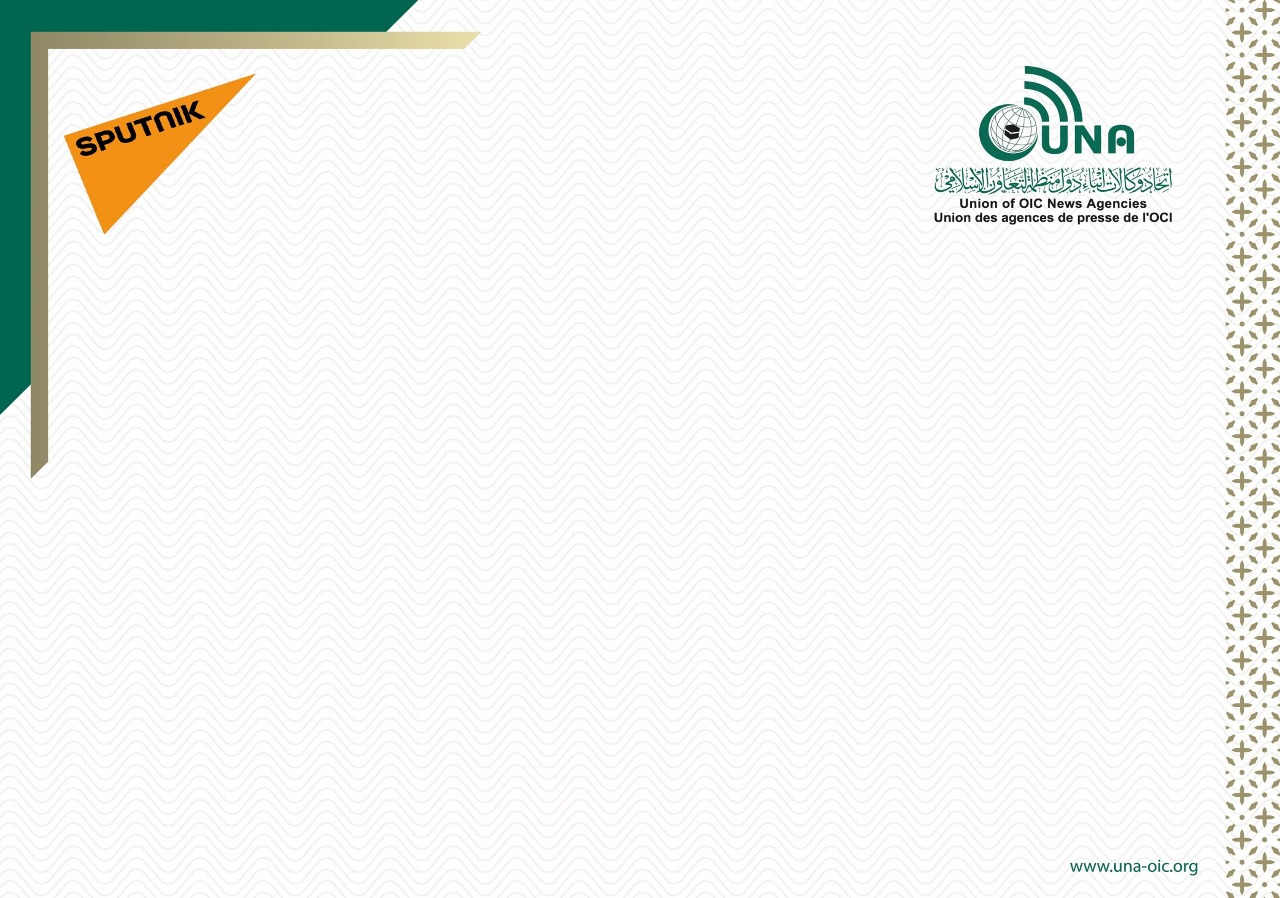 SPUTNIK
UNA
اتحاد وكالات أنباء دول منظمة التعاون الإسلامي
Union of OIC News Agencies
Union des agences de presse de l'OCI
www.una-oic.org